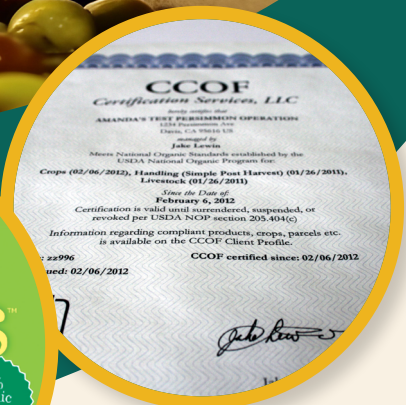 CCOF
Certification Services, LLC
hereby certifies that
AMANDA'S TEST PERSIMMON OPERATION
1234 Persimmon Ave
Davis, CA 95616 US
managed by
Jake Lewin
Meets National Organic Standards established by the
USDA National Organic Program for:
Crops (02/06/2012), Handling (Simple Post Harvest) (01/26/2011),
Livestock (01/26/2011)
Since the Date of:
February 6, 2012
Certification is valid until surrendered, suspended, or
revoked per USDA NOP section 205.404(c)
Information regarding compliant products, crops, parcels etc.
is available on the CCOF Client Profile.
: zz996 CCOF certified since: 02/06/2012
ued: 02/06/2012
S™